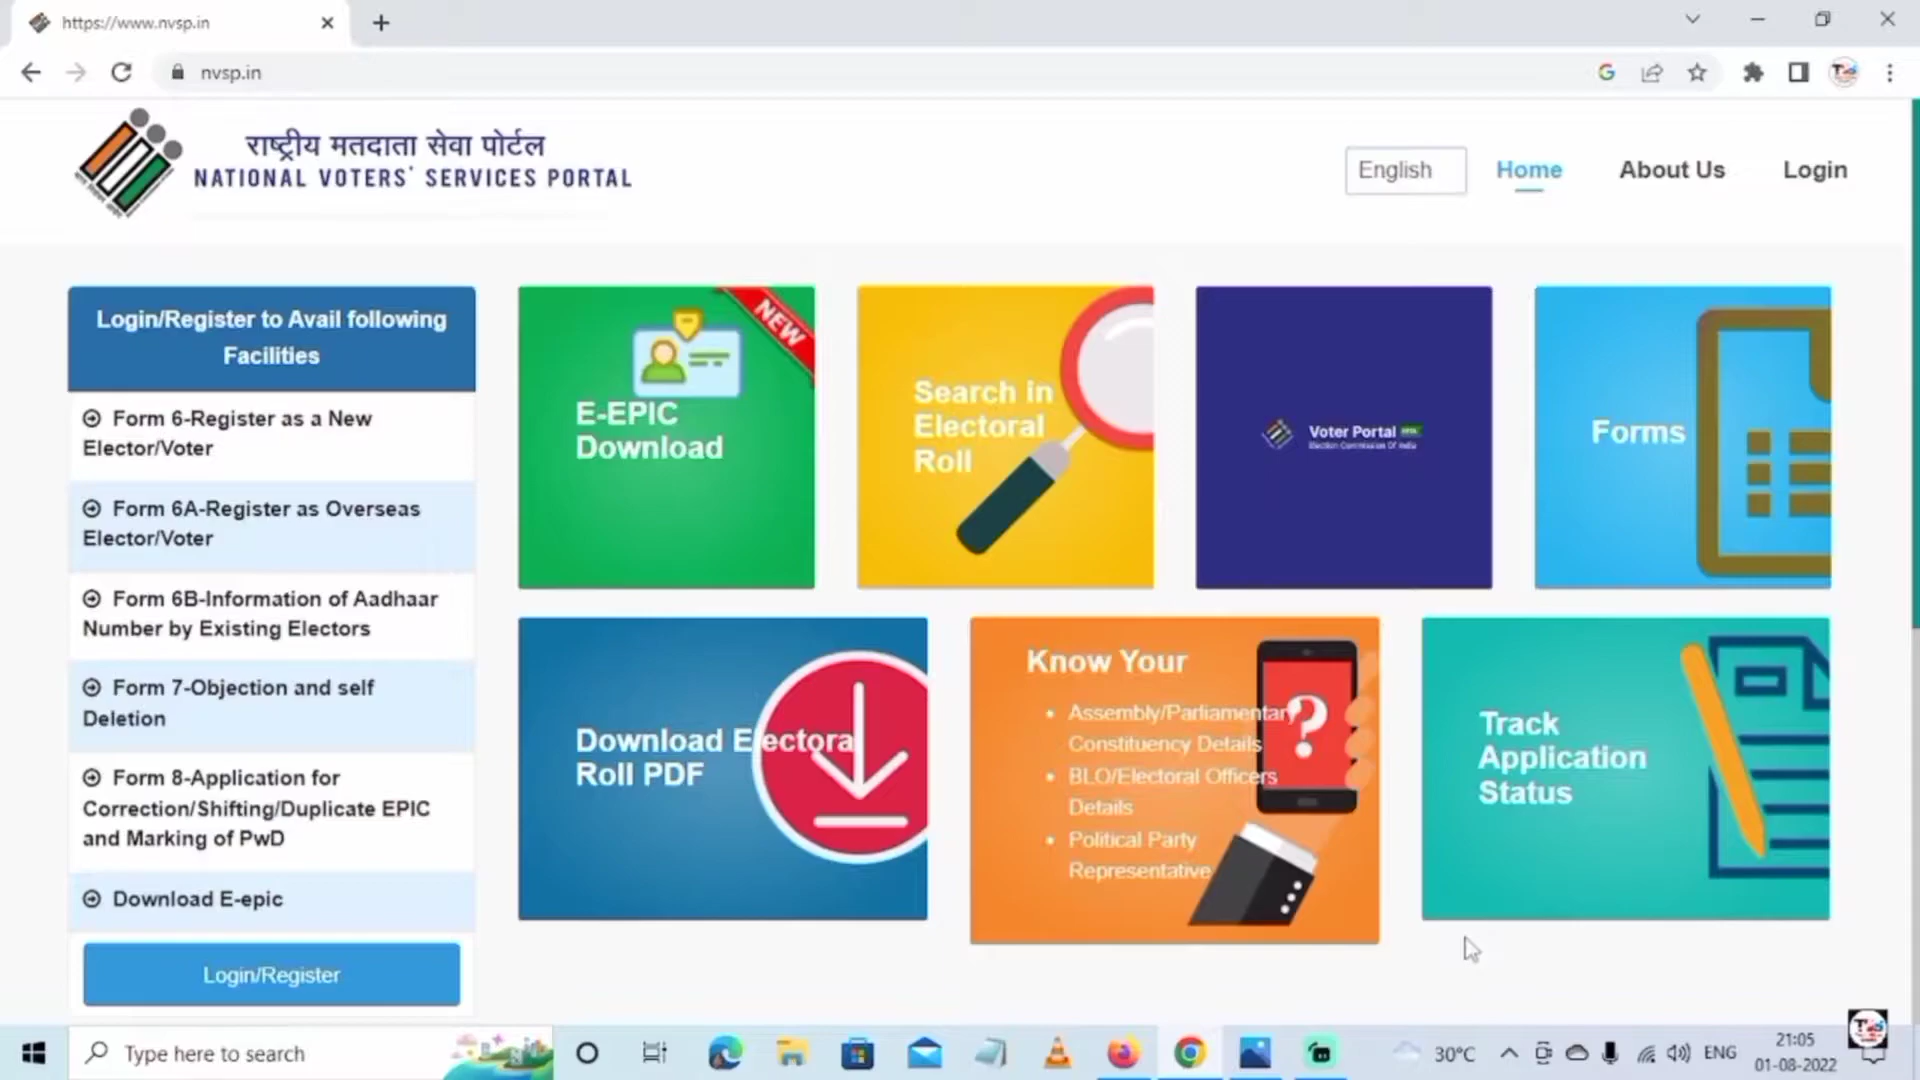 https://www.nvsp.in
nvsp.in
राष्ट्रीय मतदाता सेवा पोर्टल
NATIONAL VOTERS' SERVICES PORTAL
English
Home
About Us
Login
Login/Register to Avail following
Facilities
Form 6-Register as a New
Elector/Voter
Form 6A-Register as Overseas
Elector/Voter
Form 6B-Information of Aadhaar
Number by Existing Electors
Form 7-Objection and self
Deletion
Form 8-Application for
Correction/Shifting/Duplicate EPIC
and Marking of PwD
Download E-epic
Login/Register
NEW
E-EPIC
Download
Search in
Electoral
Roll
Voter Portal
Election Commission Of India
Forms
Download Electora
Roll PDF
Know Your
Assembly/Parliamentary
Constituency Details
BLO/Electoral Officers
Details
Political Party
Representative
?
Track
Application
Status
Type here to search
30°C
ENG
21:05
01-08-2022